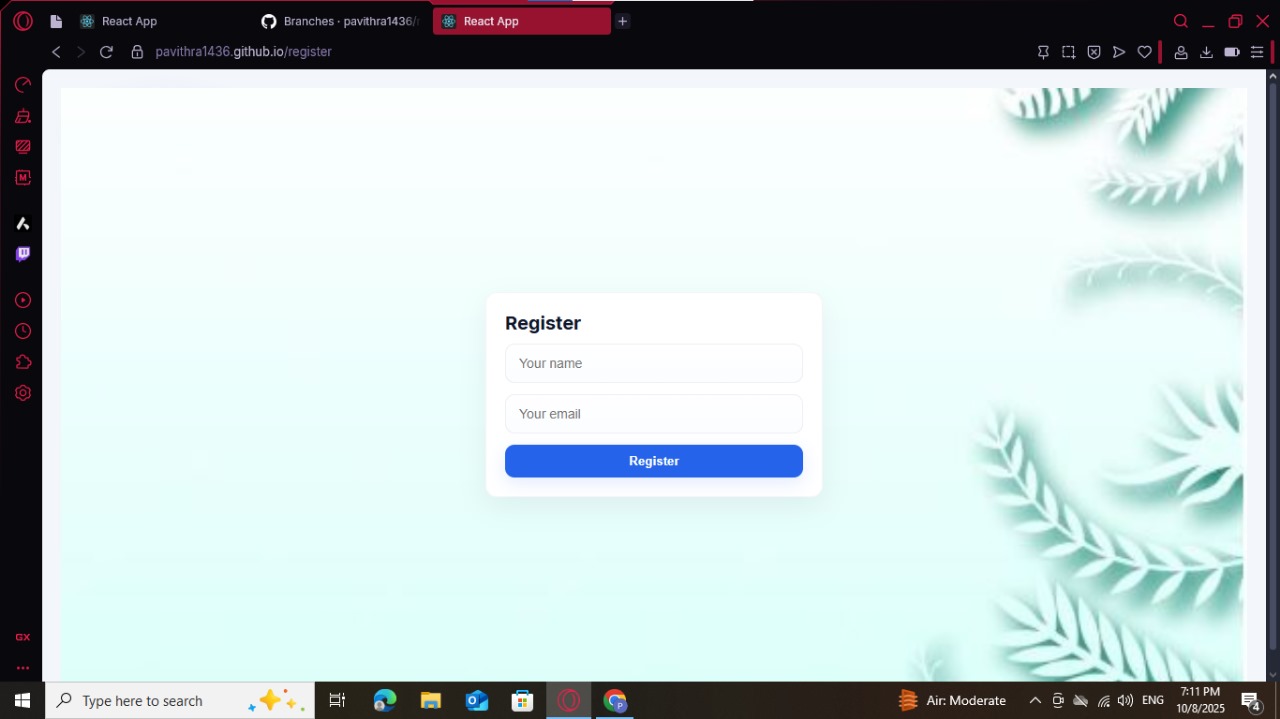 React App
Branches · pavithra1436/r
React App
pavithra1436.github.io/register
Register
Your name
Your email
Register
M
GX
Type here to search
Air: Moderate
ENG
7:11 PM
10/8/2025
4